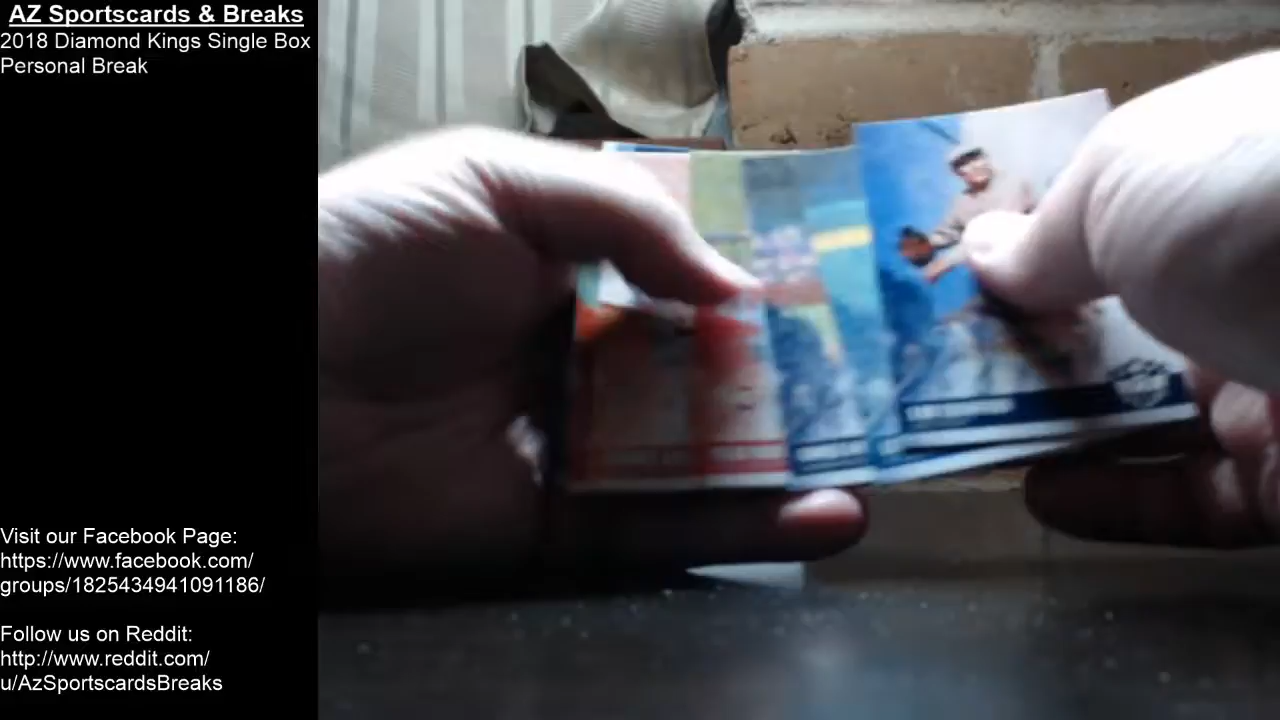 AZ Sportscards & Breaks
2018 Diamond Kings Single Box
Personal Break
Visit our Facebook Page:
https://www.facebook.com/
groups/1825434941091186/
Follow us on Reddit:
http://www.reddit.com/
u/AzSportscardsBreaks